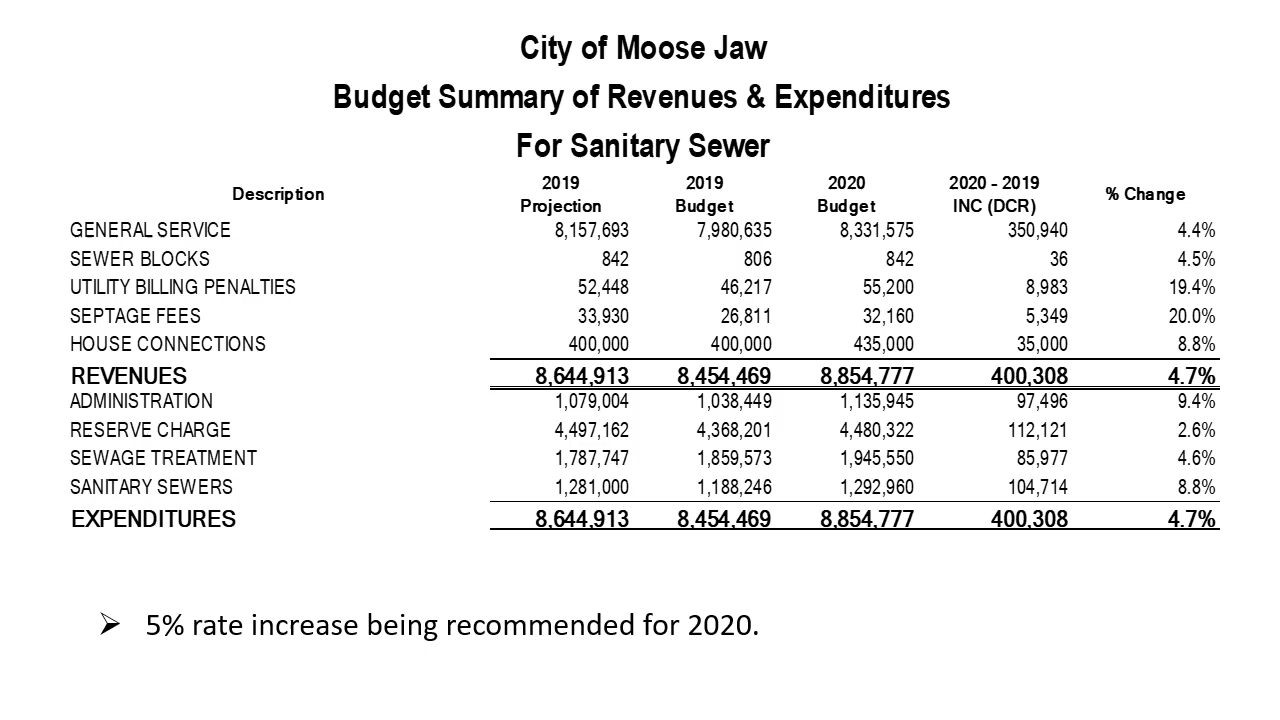 City of Moose Jaw
Budget Summary of Revenues & Expenditures
For Sanitary Sewer
Description 2019 Projection 2019 Budget 2020 Budget 2020 - 2019 INC (DCR) % Change
GENERAL SERVICE 8,157,693 7,980,635 8,331,575 350,940 4.4%
SEWER BLOCKS 842 806 842 36 4.5%
UTILITY BILLING PENALTIES 52,448 46,217 55,200 8,983 19.4%
SEPTAGE FEES 33,930 26,811 32,160 5,349 20.0%
HOUSE CONNECTIONS 400,000 400,000 435,000 35,000 8.8%
REVENUES 8,644,913 8,454,469 8,854,777 400,308 4.7%
ADMINISTRATION 1,079,004 1,038,449 1,135,945 97,496 9.4%
RESERVE CHARGE 4,497,162 4,368,201 4,480,322 112,121 2.6%
SEWAGE TREATMENT 1,787,747 1,859,573 1,945,550 85,977 4.6%
SANITARY SEWERS 1,281,000 1,188,246 1,292,960 104,714 8.8%
EXPENDITURES 8,644,913 8,454,469 8,854,777 400,308 4.7%
➢ 5% rate increase being recommended for 2020.